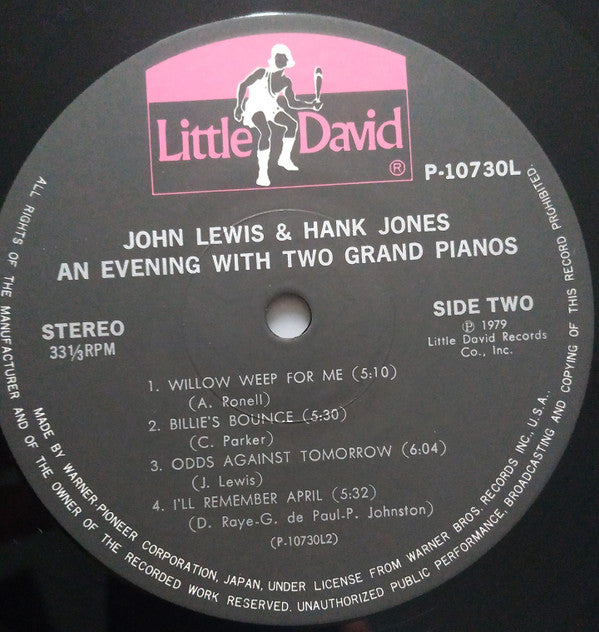 Little David
®
P-10730L
JOHN LEWIS & HANK JONES
AN EVENING WITH TWO GRAND PIANOS
STEREO
33⅓RPM
SIDE TWO
℗ 1979
Little David Records
Co., Inc.
1. WILLOW WEEP FOR ME (5:10)
(A. Ronell)
2. BILLIE'S BOUNCE (5:30)
(C. Parker)
3. ODDS AGAINST TOMORROW (6:04)
(J. Lewis)
4. I'LL REMEMBER APRIL (5:32)
(D. Raye-G. de Paul-P. Johnston)
(P-10730L2)
ALL RIGHTS OF THE MANUFACTURER AND OF THE OWNER OF THE RECORDED WORK RESERVED. UNAUTHORIZED PUBLIC PERFORMANCE, BROADCASTING AND COPYING OF THIS RECORD PROHIBITED.
MADE BY WARNER-PIONEER CORPORATION, JAPAN, UNDER LICENSE FROM WARNER BROS. RECORDS INC., U.S.A.